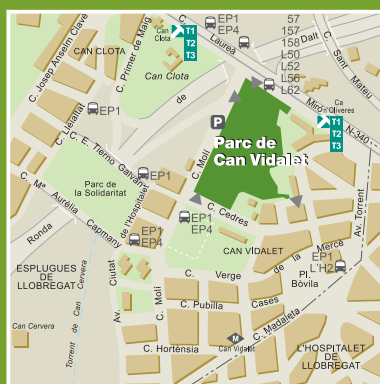 C. Josep Anselm Clavé
CAN CLOTA
C. Primer de Maig
Can
Clota
T1
T2
T3
EP1
EP4
Laureà
57
157
158
L50
L52
L56
L62
Dalt
C. Sant Mateu
Can Clota
de
Miró
C. Lleialtat
EP1
P
Ca n'Oliveres
T1
T2
T3
N-340
C. E. Tierno Galván
C. Molí
Parc de
Can Vidalet
EP1
Parc de
la Solidaritat
C. Mª Aurèlia Capmany
de l'Hospitalet
EP1
EP4
C. Cedres
EP1
EP4
Av. Torrent
Ronda
CAN VIDALET
de la Mercè
EP1
L'H2
Pl.
Bòvila
ESPLUGUES
DE
LLOBREGAT
Torrent de Can Cervera
Av. Ciutat
C. Molí
C. Verge
C. Pubilla
Cases
C. Madaleta
Can Cervera
M
Can Vidalet
C. Hortènsia
L'HOSPITALET
DE
LLOBREGAT